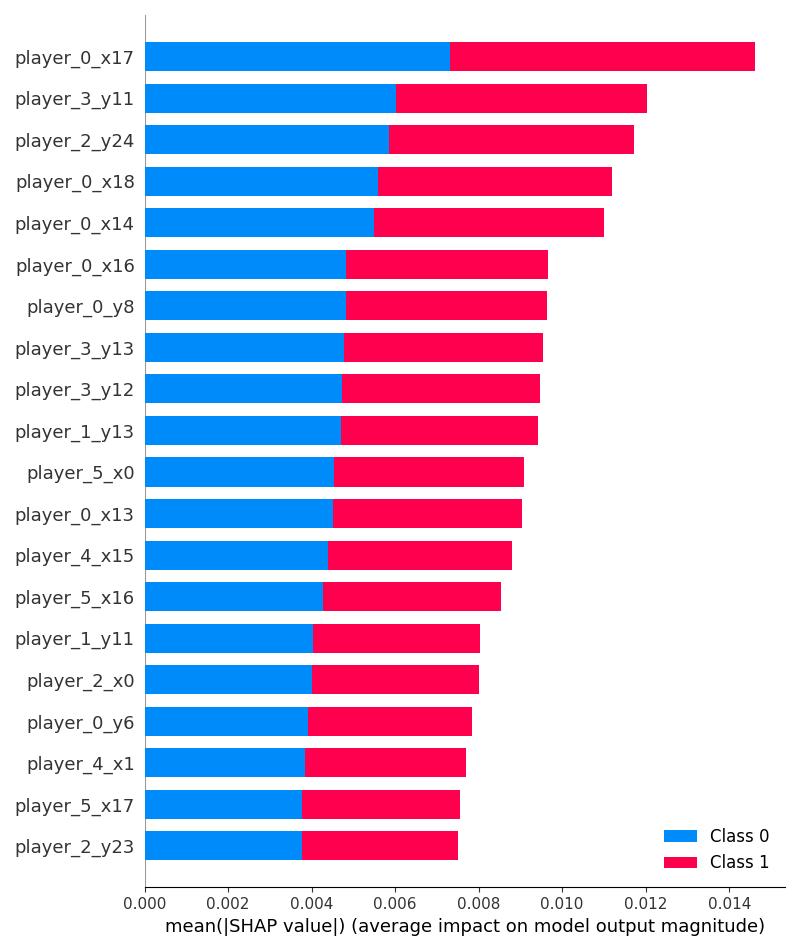 player_0_x17
player_3_y11
player_2_y24
player_0_x18
player_0_x14
player_0_x16
player_0_y8
player_3_y13
player_3_y12
player_1_y13
player_5_x0
player_0_x13
player_4_x15
player_5_x16
player_1_y11
player_2_x0
player_0_y6
player_4_x1
player_5_x17
player_2_y23
Class 0
Class 1
0.000 0.002 0.004 0.006 0.008 0.010 0.012 0.014
mean(|SHAP value|) (average impact on model output magnitude)